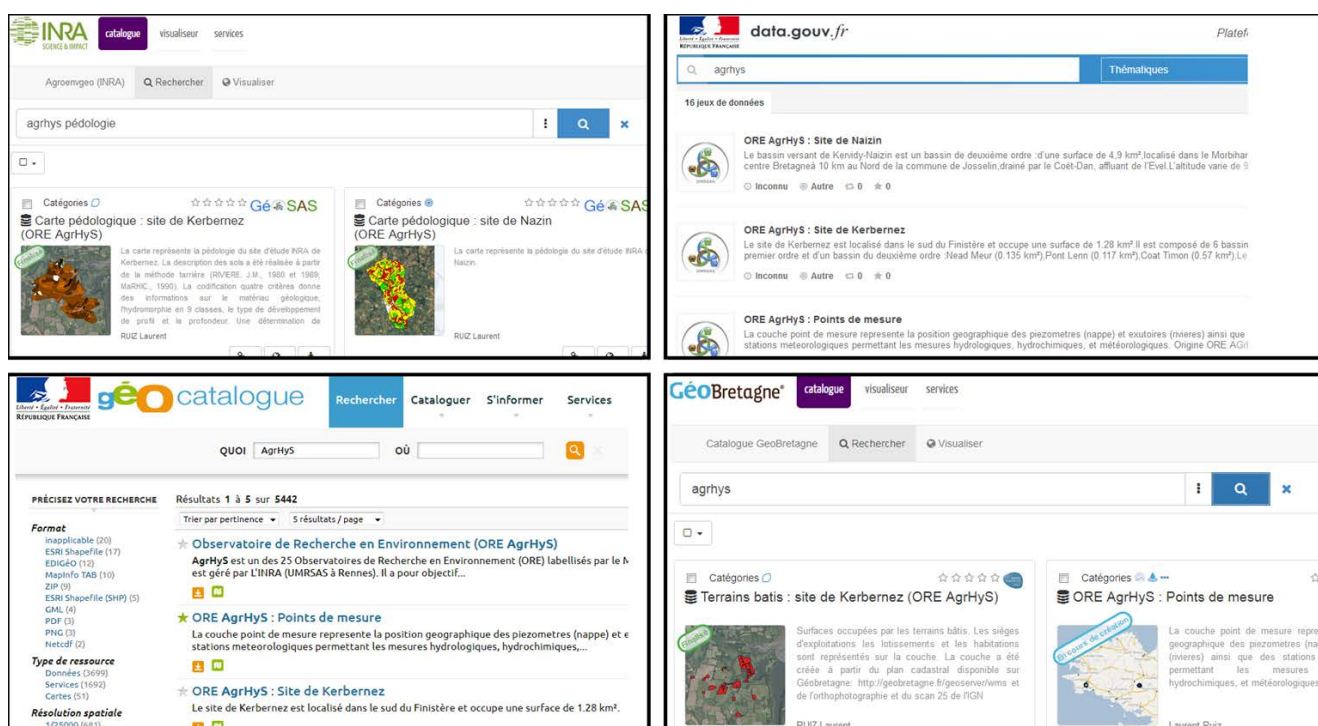 INRA
SCIENCE & IMPACT
catalogue visualiseur services
Agroenvgeo (INRA) Rechercher Visualiser
agrhys pédologie
Catégories
GéoSAS
Carte pédologique : site de Kerbernez
(ORE AgrHyS)
Finalisé
La carte représente la pédologie du site d'étude INRA de
Kerbernez. La description des sols a été réalisée à partir
de la méthode tarrière (RIVIERE, J.M., 1980 et 1989;
MaRHIC., 1990). La codification quatre critères donne
des informations sur le matériau géologique,
l'hydromorphie en 9 classes, le type de développement
de profil et la profondeur. Une détermination de
RUIZ Laurent
Catégories
GéoSAS
Carte pédologique : site de Nazin
(ORE AgrHyS)
Finalisé
La carte représente la pédologie du site d'étude INRA
Naizin.
RUIZ Laurent
Liberté • Égalité • Fraternité
RÉPUBLIQUE FRANÇAISE
data.gouv.fr
agrhys
Thématiques
16 jeux de données
ORE AgrHyS : Site de Naizin
Le bassin versant de Kervidy-Naizin est un bassin de deuxième ordre :d'une surface de 4,9 km²,localisé dans le
centre Bretagneà 10 km au Nord de la commune de Josselin,drainé par le Coët-Dan, affluant de l'Evel.L'altitude varie de
Inconnu Autre 0 0
ORE AgrHyS : Site de Kerbernez
Le site de Kerbernez est localisé dans le sud du Finistère et occupe une surface de 1.28 km².Il est composé de 6 bassin
premier ordre et d'un bassin du deuxième ordre :Nead Meur (0.135 km²),Pont Lenn (0.117 km²),Coat Timon (0.57 km²),Le
Inconnu Autre 0 0
ORE AgrHyS : Points de mesure
La couche point de mesure represente la position geographique des piezometres (nappe) et exutoires (rivieres) ainsi que
stations meteorologiques permettant les mesures hydrologiques, hydrochimiques, et météorologiques. Origine ORE
Liberté • Égalité • Fraternité
RÉPUBLIQUE FRANÇAISE
géocatalogue
Rechercher Cataloguer S'informer Services
QUOI AgrHyS OÙ
PRÉCISEZ VOTRE RECHERCHE
Format
inapplicable (20)
ESRI Shapefile (17)
EDIGéO (12)
MapInfo TAB (10)
ZIP (9)
ESRI Shapefile (SHP) (5)
GML (4)
PDF (3)
PNG (3)
Netcdf (2)
Type de ressource
Données (3699)
Services (1692)
Cartes (51)
Résolution spatiale
1/25000 (681)
Résultats 1 à 5 sur 5442
Trier par pertinence 5 résultats / page
Observatoire de Recherche en Environnement (ORE AgrHyS)
AgrHyS est un des 25 Observatoires de Recherche en Environnement (ORE) labellisés par le
est géré par L'INRA (UMRSAS à Rennes). Il a pour objectif...
ORE AgrHyS : Points de mesure
La couche point de mesure represente la position geographique des piezometres (nappe) et
stations meteorologiques permettant les mesures hydrologiques, hydrochimiques,...
ORE AgrHyS : Site de Kerbernez
Le site de Kerbernez est localisé dans le sud du Finistère et occupe une surface de 1.28 km².
GéoBretagne
catalogue visualiseur services
Catalogue GeoBretagne Rechercher Visualiser
agrhys
Catégories
Terrains batis : site de Kerbernez (ORE AgrHyS)
Finalisé
Surfaces occupées par les terrains bâtis. Les sièges
d'exploitations les lotissements et les habitations
sont représentés sur la couche. La couche a été
créée à partir du plan cadastral disponible sur
Géobretagne: http://geobretagne.fr/geoserver/wms et
de l'orthophotographie et du scan 25 de l'IGN
RUIZ Laurent
Catégories
ORE AgrHyS : Points de mesure
En cours de création
La couche point de mesure
geographique des piezometres
(rivieres) ainsi que des stations
permettant les mesures
hydrochimiques, et météorologiques
Laurent Ruiz